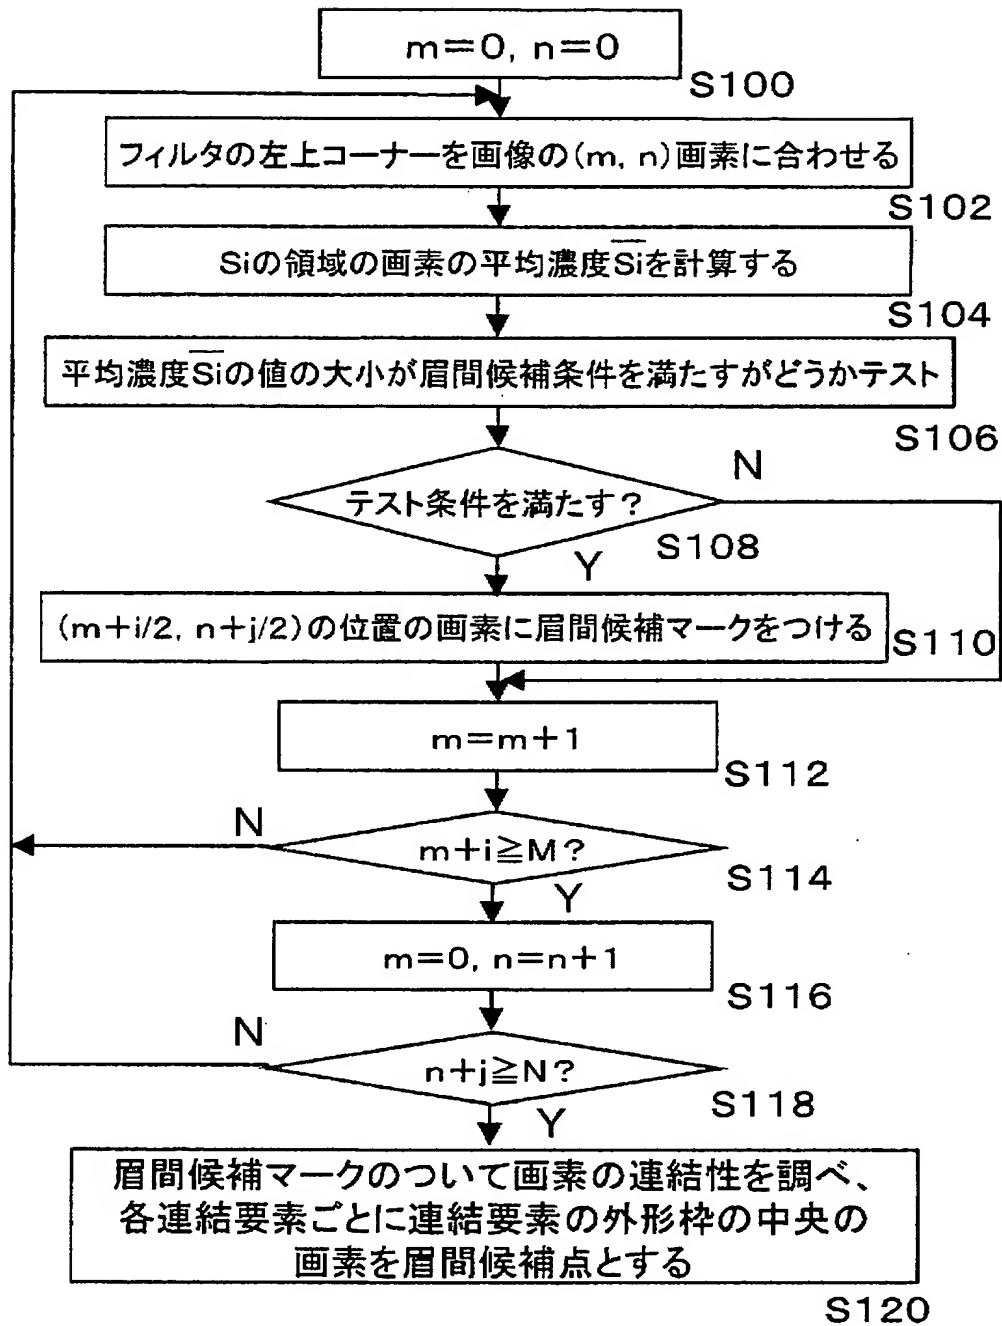 m=0, n=0
S100
フィルタの左上コーナーを画像の(m, n)画素に合わせる
S102
Siの領域の画素の平均濃度S̅i̅を計算する
S104
平均濃度S̅i̅の値の大小が眉間候補条件を満たすがどうかテスト
S106
テスト条件を満たす?
N
S108
Y
(m+i/2, n+j/2)の位置の画素に眉間候補マークをつける
S110
m=m+1
S112
N
m+i≧M?
S114
Y
m=0, n=n+1
S116
N
n+j≧N?
S118
Y
眉間候補マークのついて画素の連結性を調べ、
各連結要素ごとに連結要素の外形枠の中央の
画素を眉間候補点とする
S120